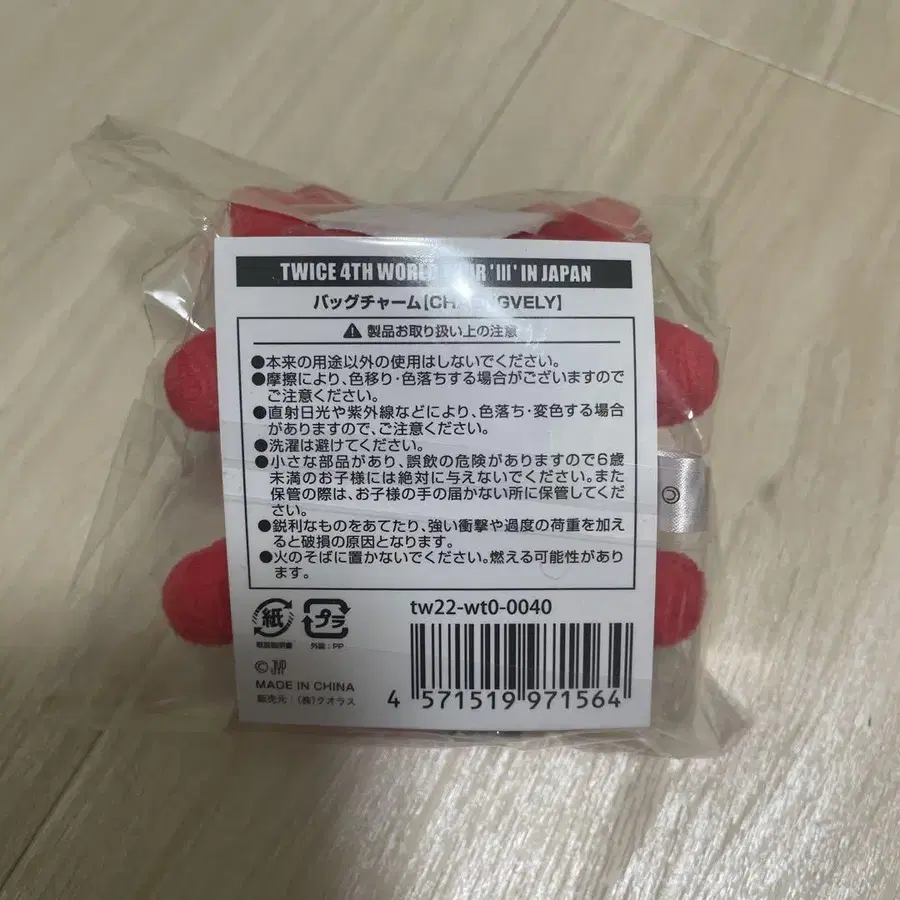 TWICE 4TH WORLD TOUR 'III' IN JAPAN
バッグチャーム[CHAENGVELY]
製品お取り扱い上の注意
●本来の用途以外の使用はしないでください。
●摩擦により、色移り・色落ちする場合がございますので
ご注意ください。
●直射日光や紫外線などにより、色落ち・変色する場合
がありますので、ご注意ください。
●洗濯は避けてください。
●小さな部品があり、誤飲の危険がありますので6歳
未満のお子様には絶対に与えないでください。また
保管の際は、お子様の手の届かない所に保管してくだ
さい。
●鋭利なものをあてたり、強い衝撃や過度の荷重を加え
ると破損の原因となります。
●火のそばに置かないでください。燃える可能性があり
ます。
紙
プラ
取扱説明書
外装:PP
tw22-wt0-0040
©JYP
MADE IN CHINA
販売元:(株)クオラス
4 571519 971564
©